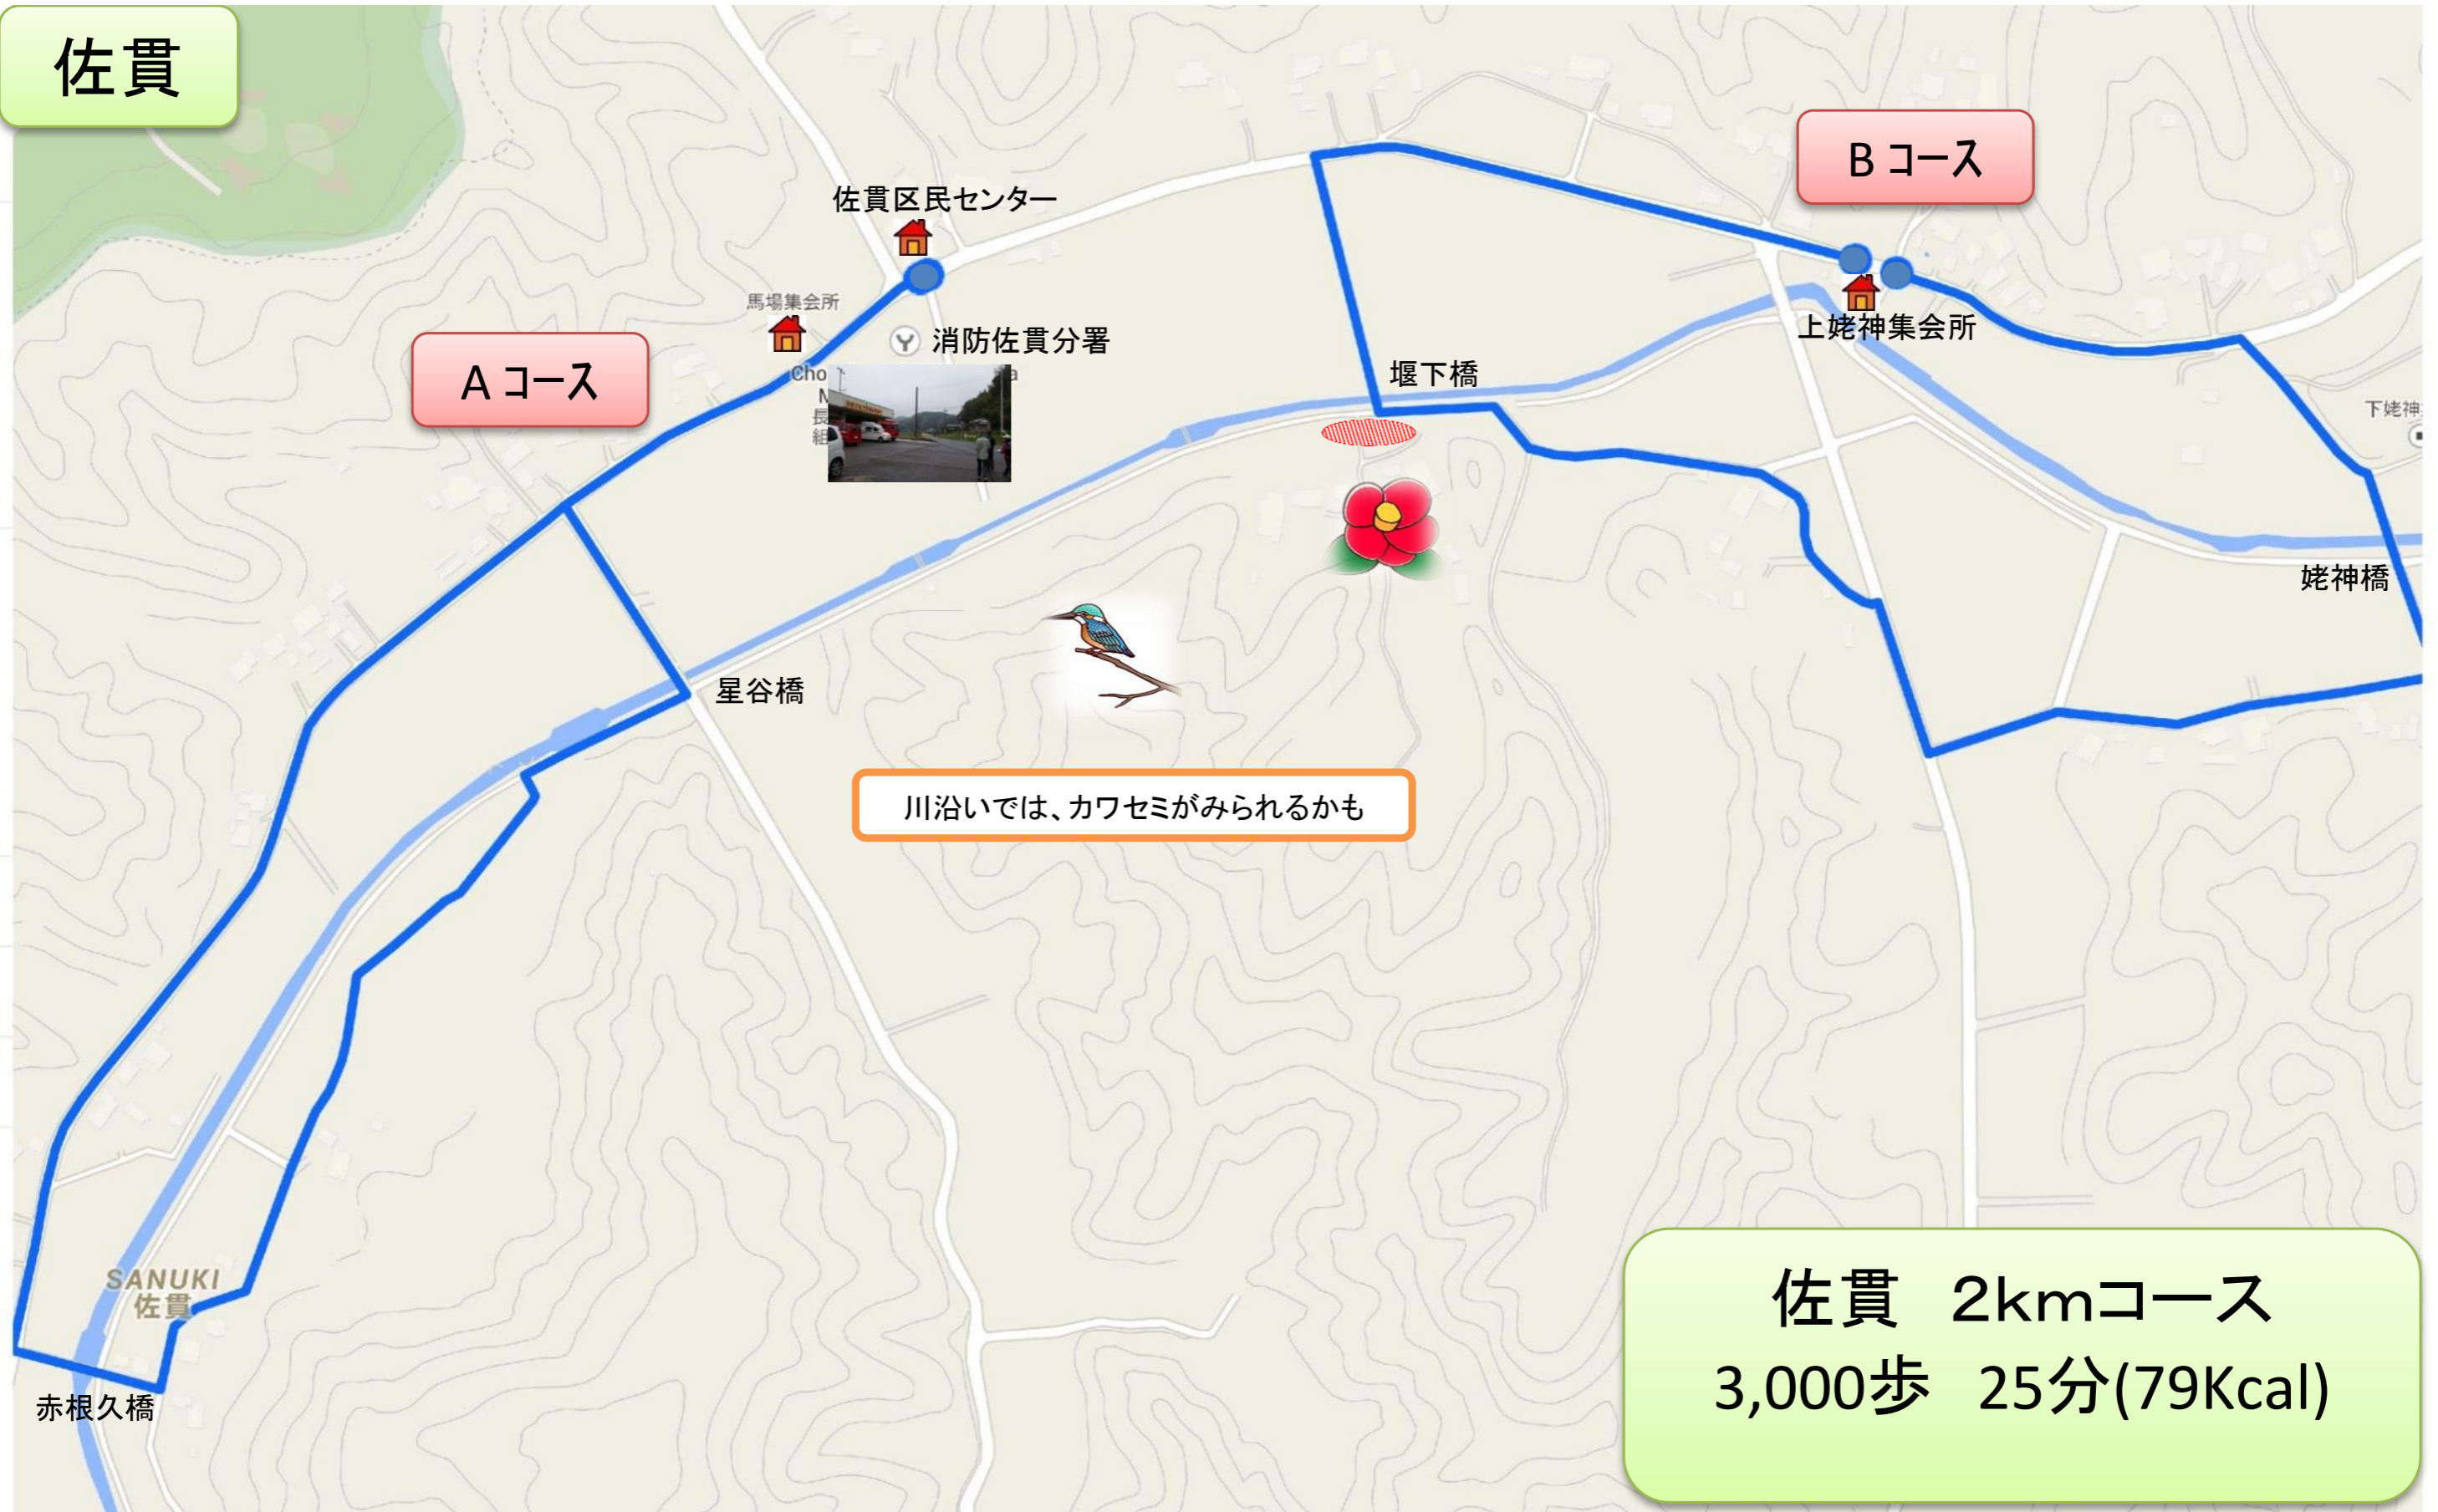 佐貫
B コース
佐貫区民センター
馬場集会所
消防佐貫分署
上姥神集会所
A コース
Cho
長
組
堰下橋
下姥神
姥神橋
星谷橋
川沿いでは、カワセミがみられるかも
SANUKI
佐貫
赤根久橋
佐貫 2kmコース
3,000歩 25分(79Kcal)